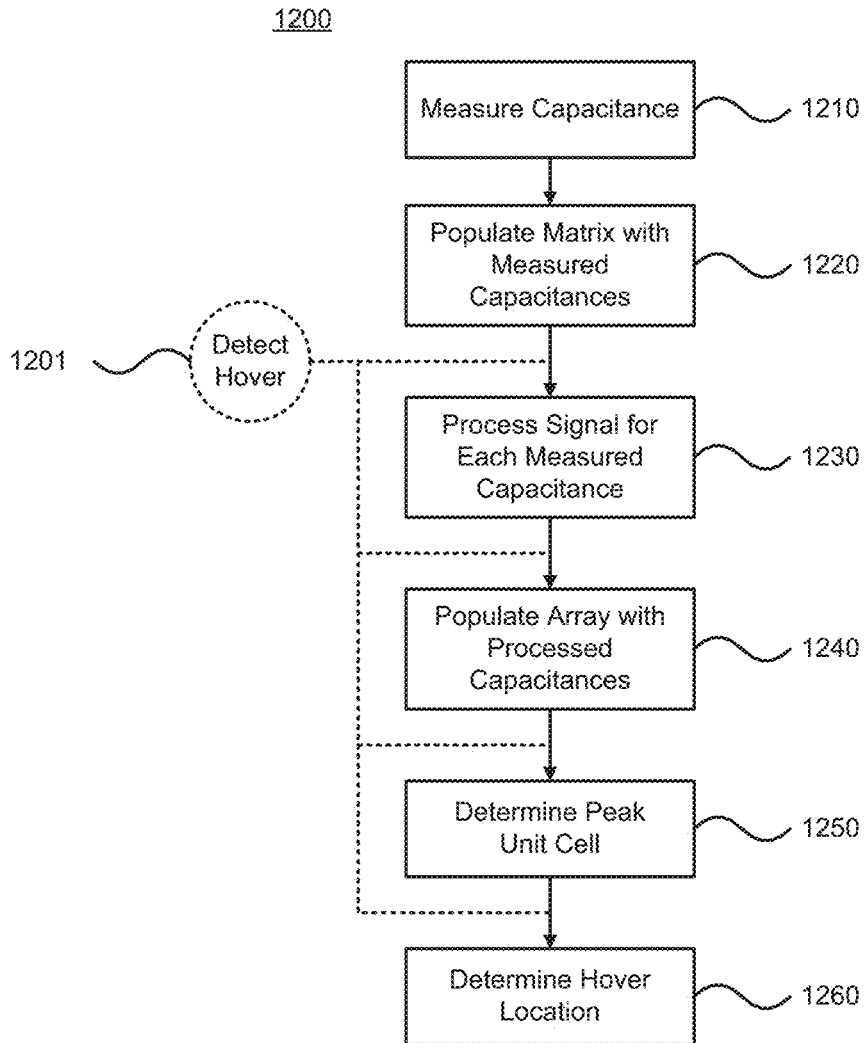 1200
Measure Capacitance
1210
Populate Matrix with
Measured
Capacitances
1220
1201
Detect
Hover
Process Signal for
Each Measured
Capacitance
1230
Populate Array with
Processed
Capacitances
1240
Determine Peak
Unit Cell
1250
Determine Hover
Location
1260